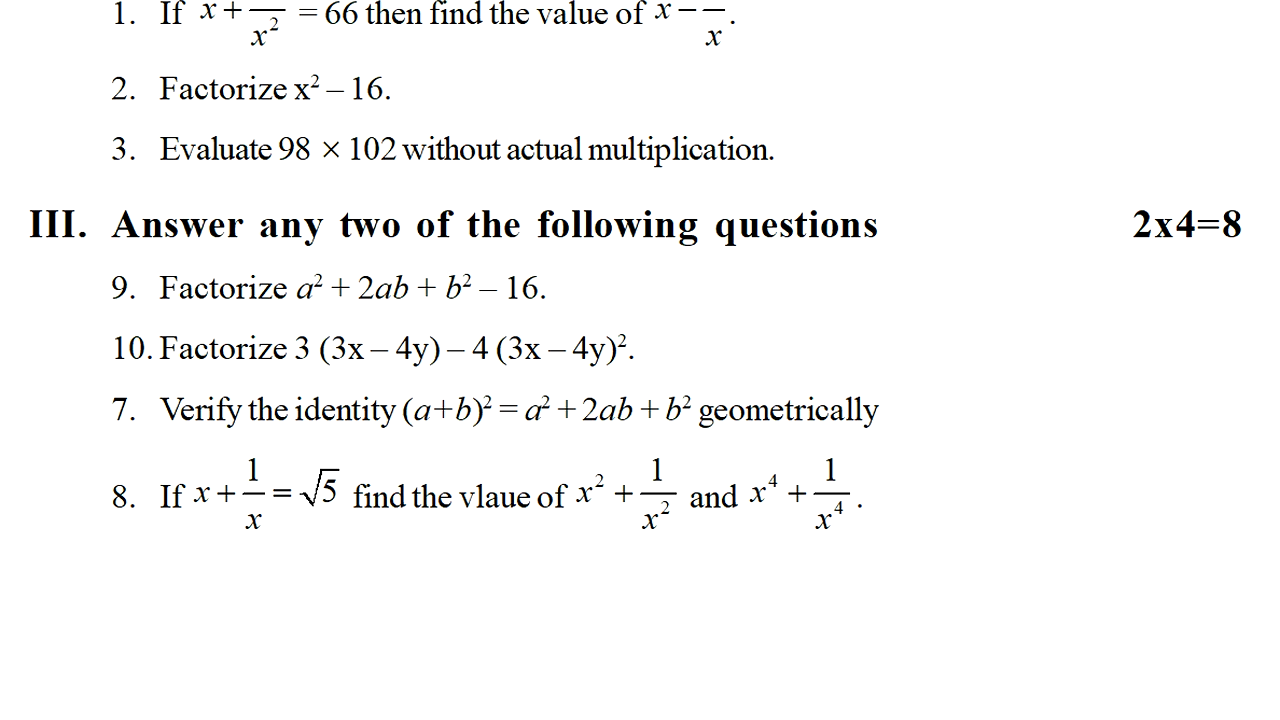 1. If x + — x² = 66 then find the value of x − — x.
2. Factorize x² – 16.
3. Evaluate 98 × 102 without actual multiplication.
III. Answer any two of the following questions 2x4=8
9. Factorize a² + 2ab + b² – 16.
10. Factorize 3 (3x – 4y) – 4 (3x – 4y)².
7. Verify the identity (a+b)² = a² + 2ab + b² geometrically
8. If x + 1/x = √5 find the vlaue of x² + 1/x² and x⁴ + 1/x⁴ .